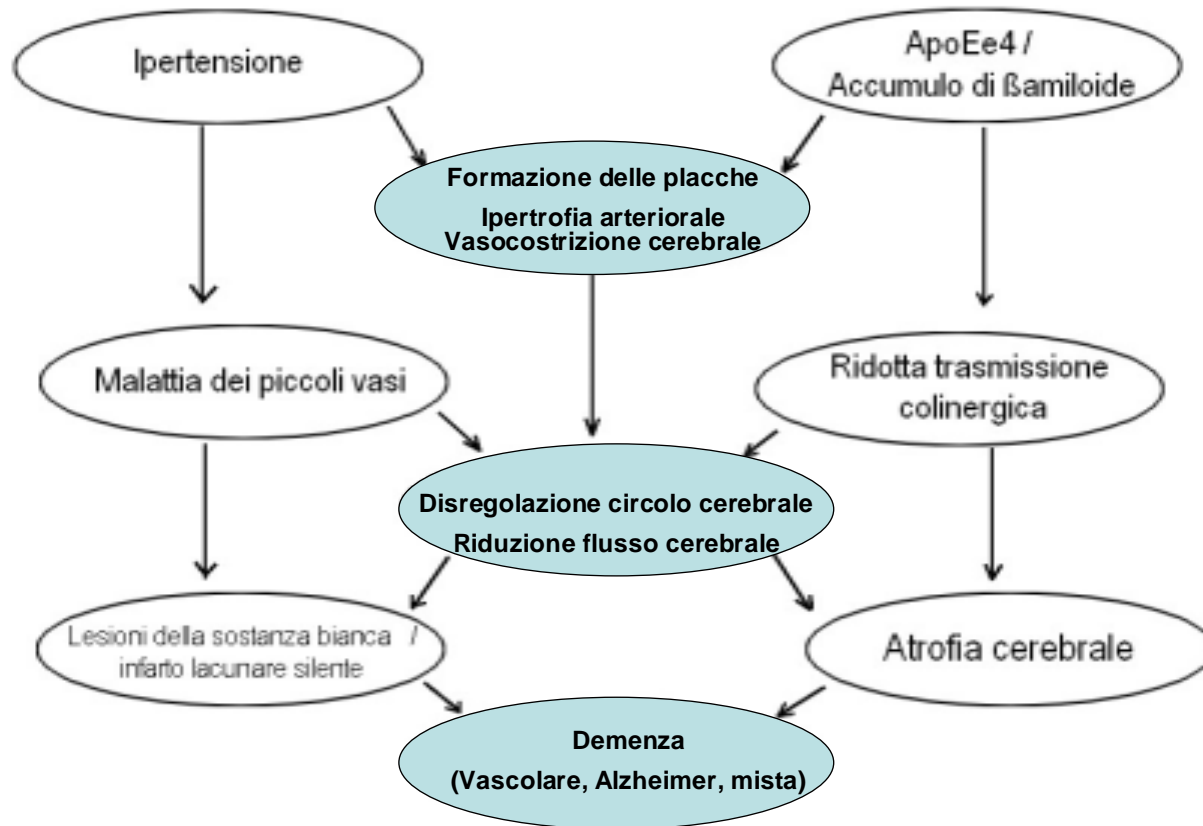 Ipertensione
ApoEe4 /
Accumulo di ßamiloide
Formazione delle placche
Ipertrofia arteriorale
Vasocostrizione cerebrale
Malattia dei piccoli vasi
Ridotta trasmissione
colinergica
Disregolazione circolo cerebrale
Riduzione flusso cerebrale
Lesioni della sostanza bianca /
infarto lacunare silente
Atrofia cerebrale
Demenza
(Vascolare, Alzheimer, mista)